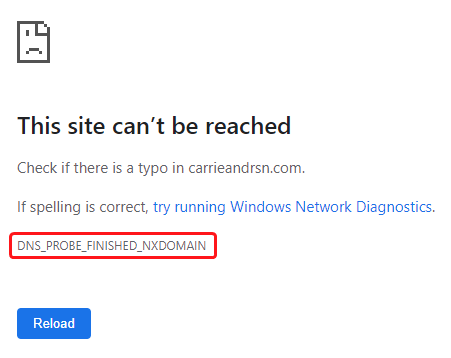 This site can’t be reached
Check if there is a typo in carrieandrsn.com.
If spelling is correct, try running Windows Network Diagnostics.
DNS_PROBE_FINISHED_NXDOMAIN
Reload